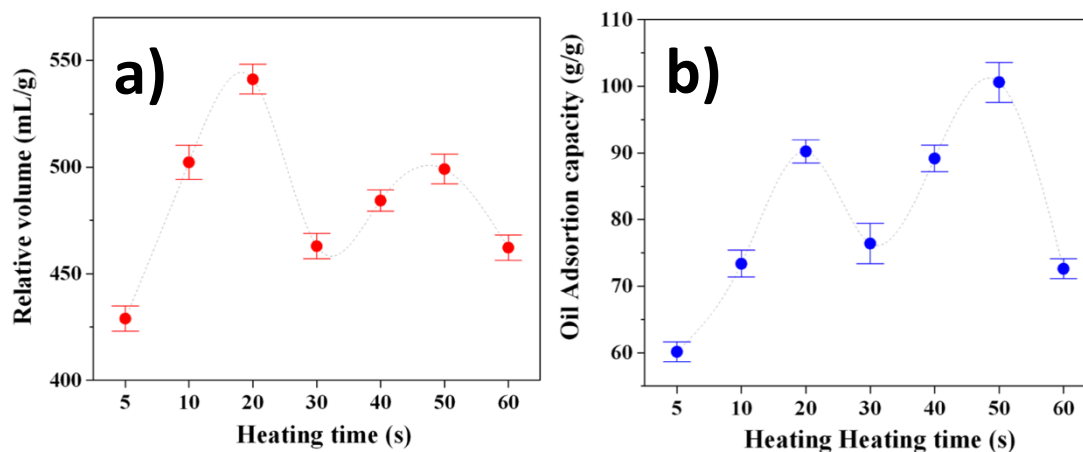 a)
Relative volume (mL/g)
550
500
450
400
5 10 20 30 40 50 60
Heating time (s)
b)
Oil Adsortion capacity (g/g)
110
100
90
80
70
60
5 10 20 30 40 50 60
Heating Heating time (s)